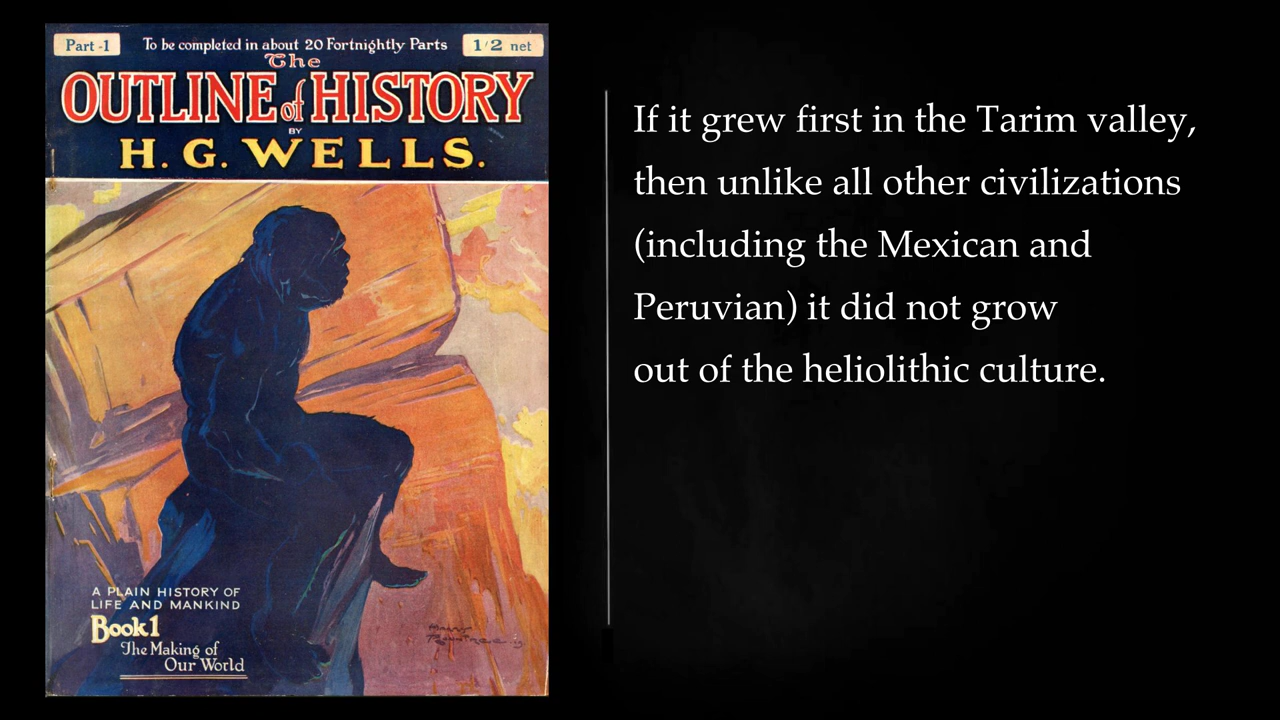 Part -1
To be completed in about 20 Fortnightly Parts
1/2 net
The
OUTLINE of HISTORY
BY
H. G. WELLS.
A PLAIN HISTORY OF
LIFE AND MANKIND
Book 1
The Making of
Our World
If it grew first in the Tarim valley,
then unlike all other civilizations
(including the Mexican and
Peruvian) it did not grow
out of the heliolithic culture.